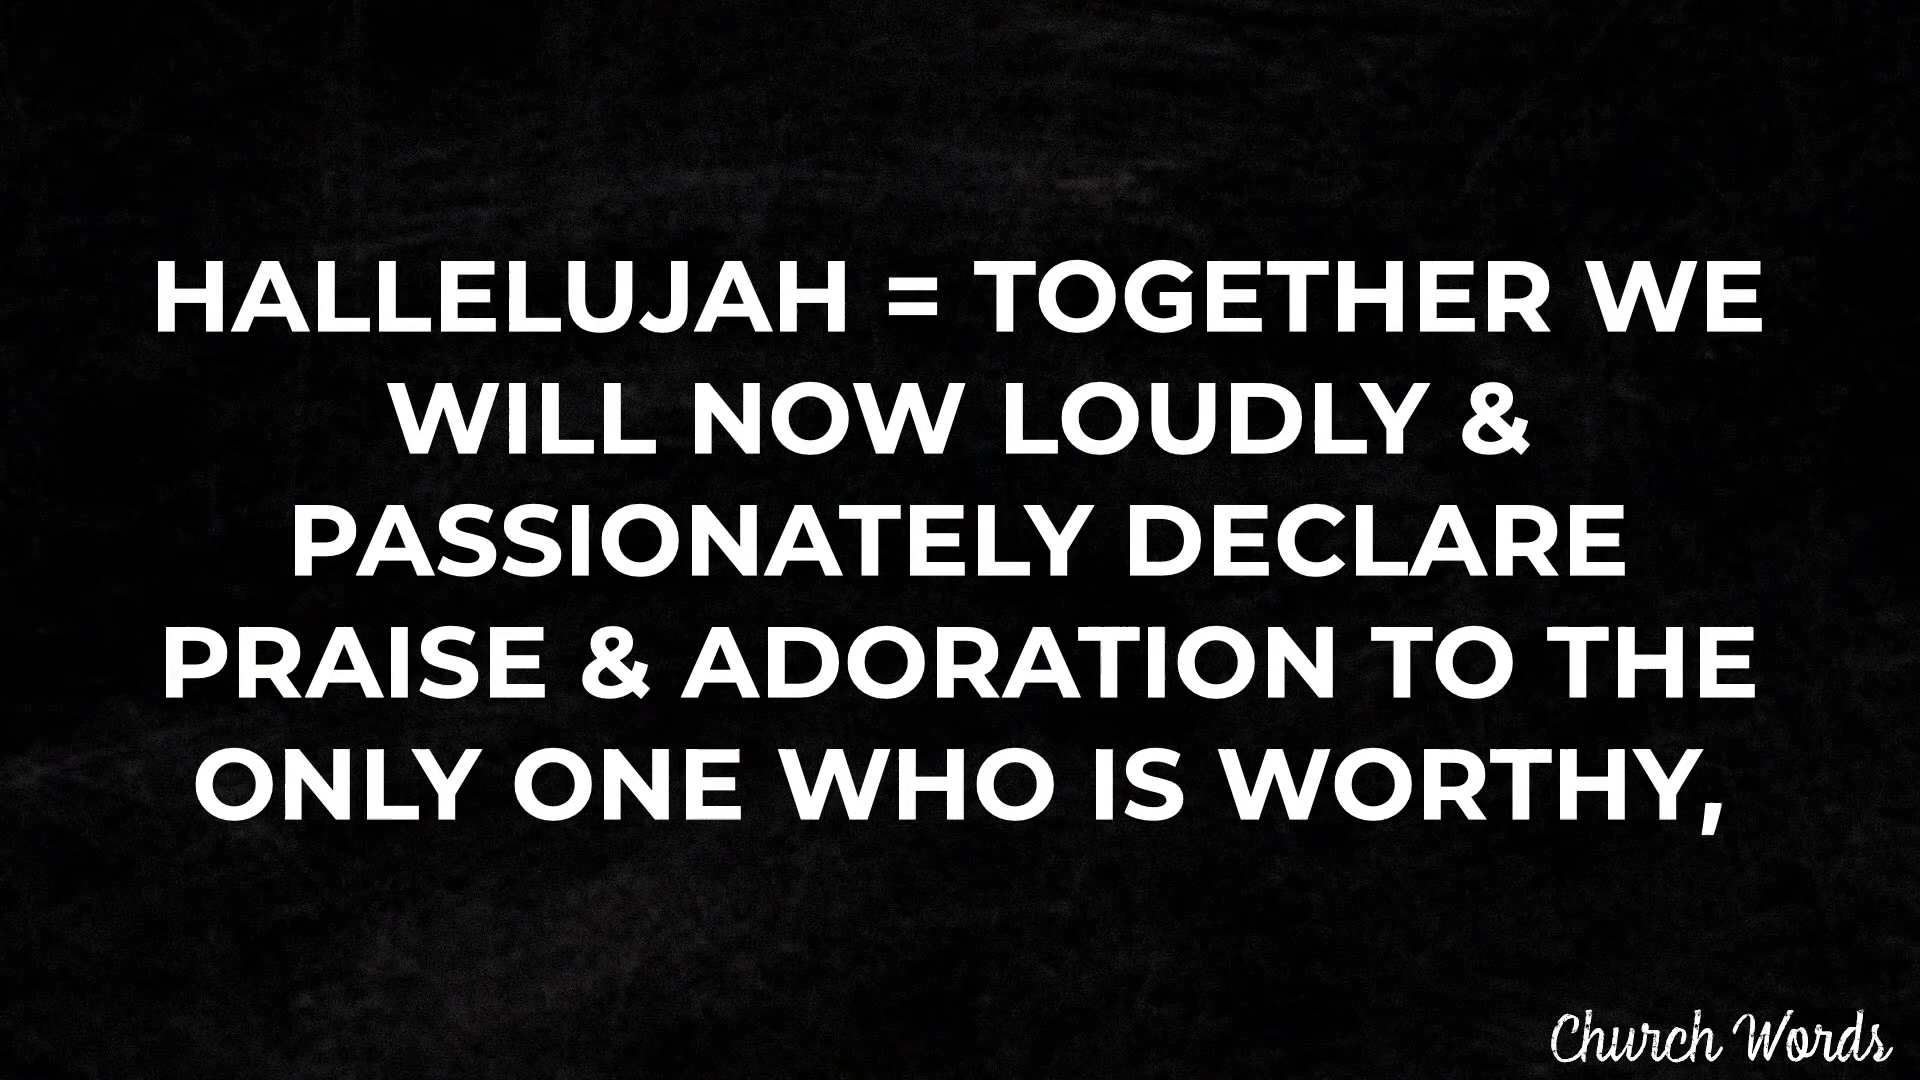 HALLELUJAH = TOGETHER WE
WILL NOW LOUDLY &
PASSIONATELY DECLARE
PRAISE & ADORATION TO THE
ONLY ONE WHO IS WORTHY,
Church Words